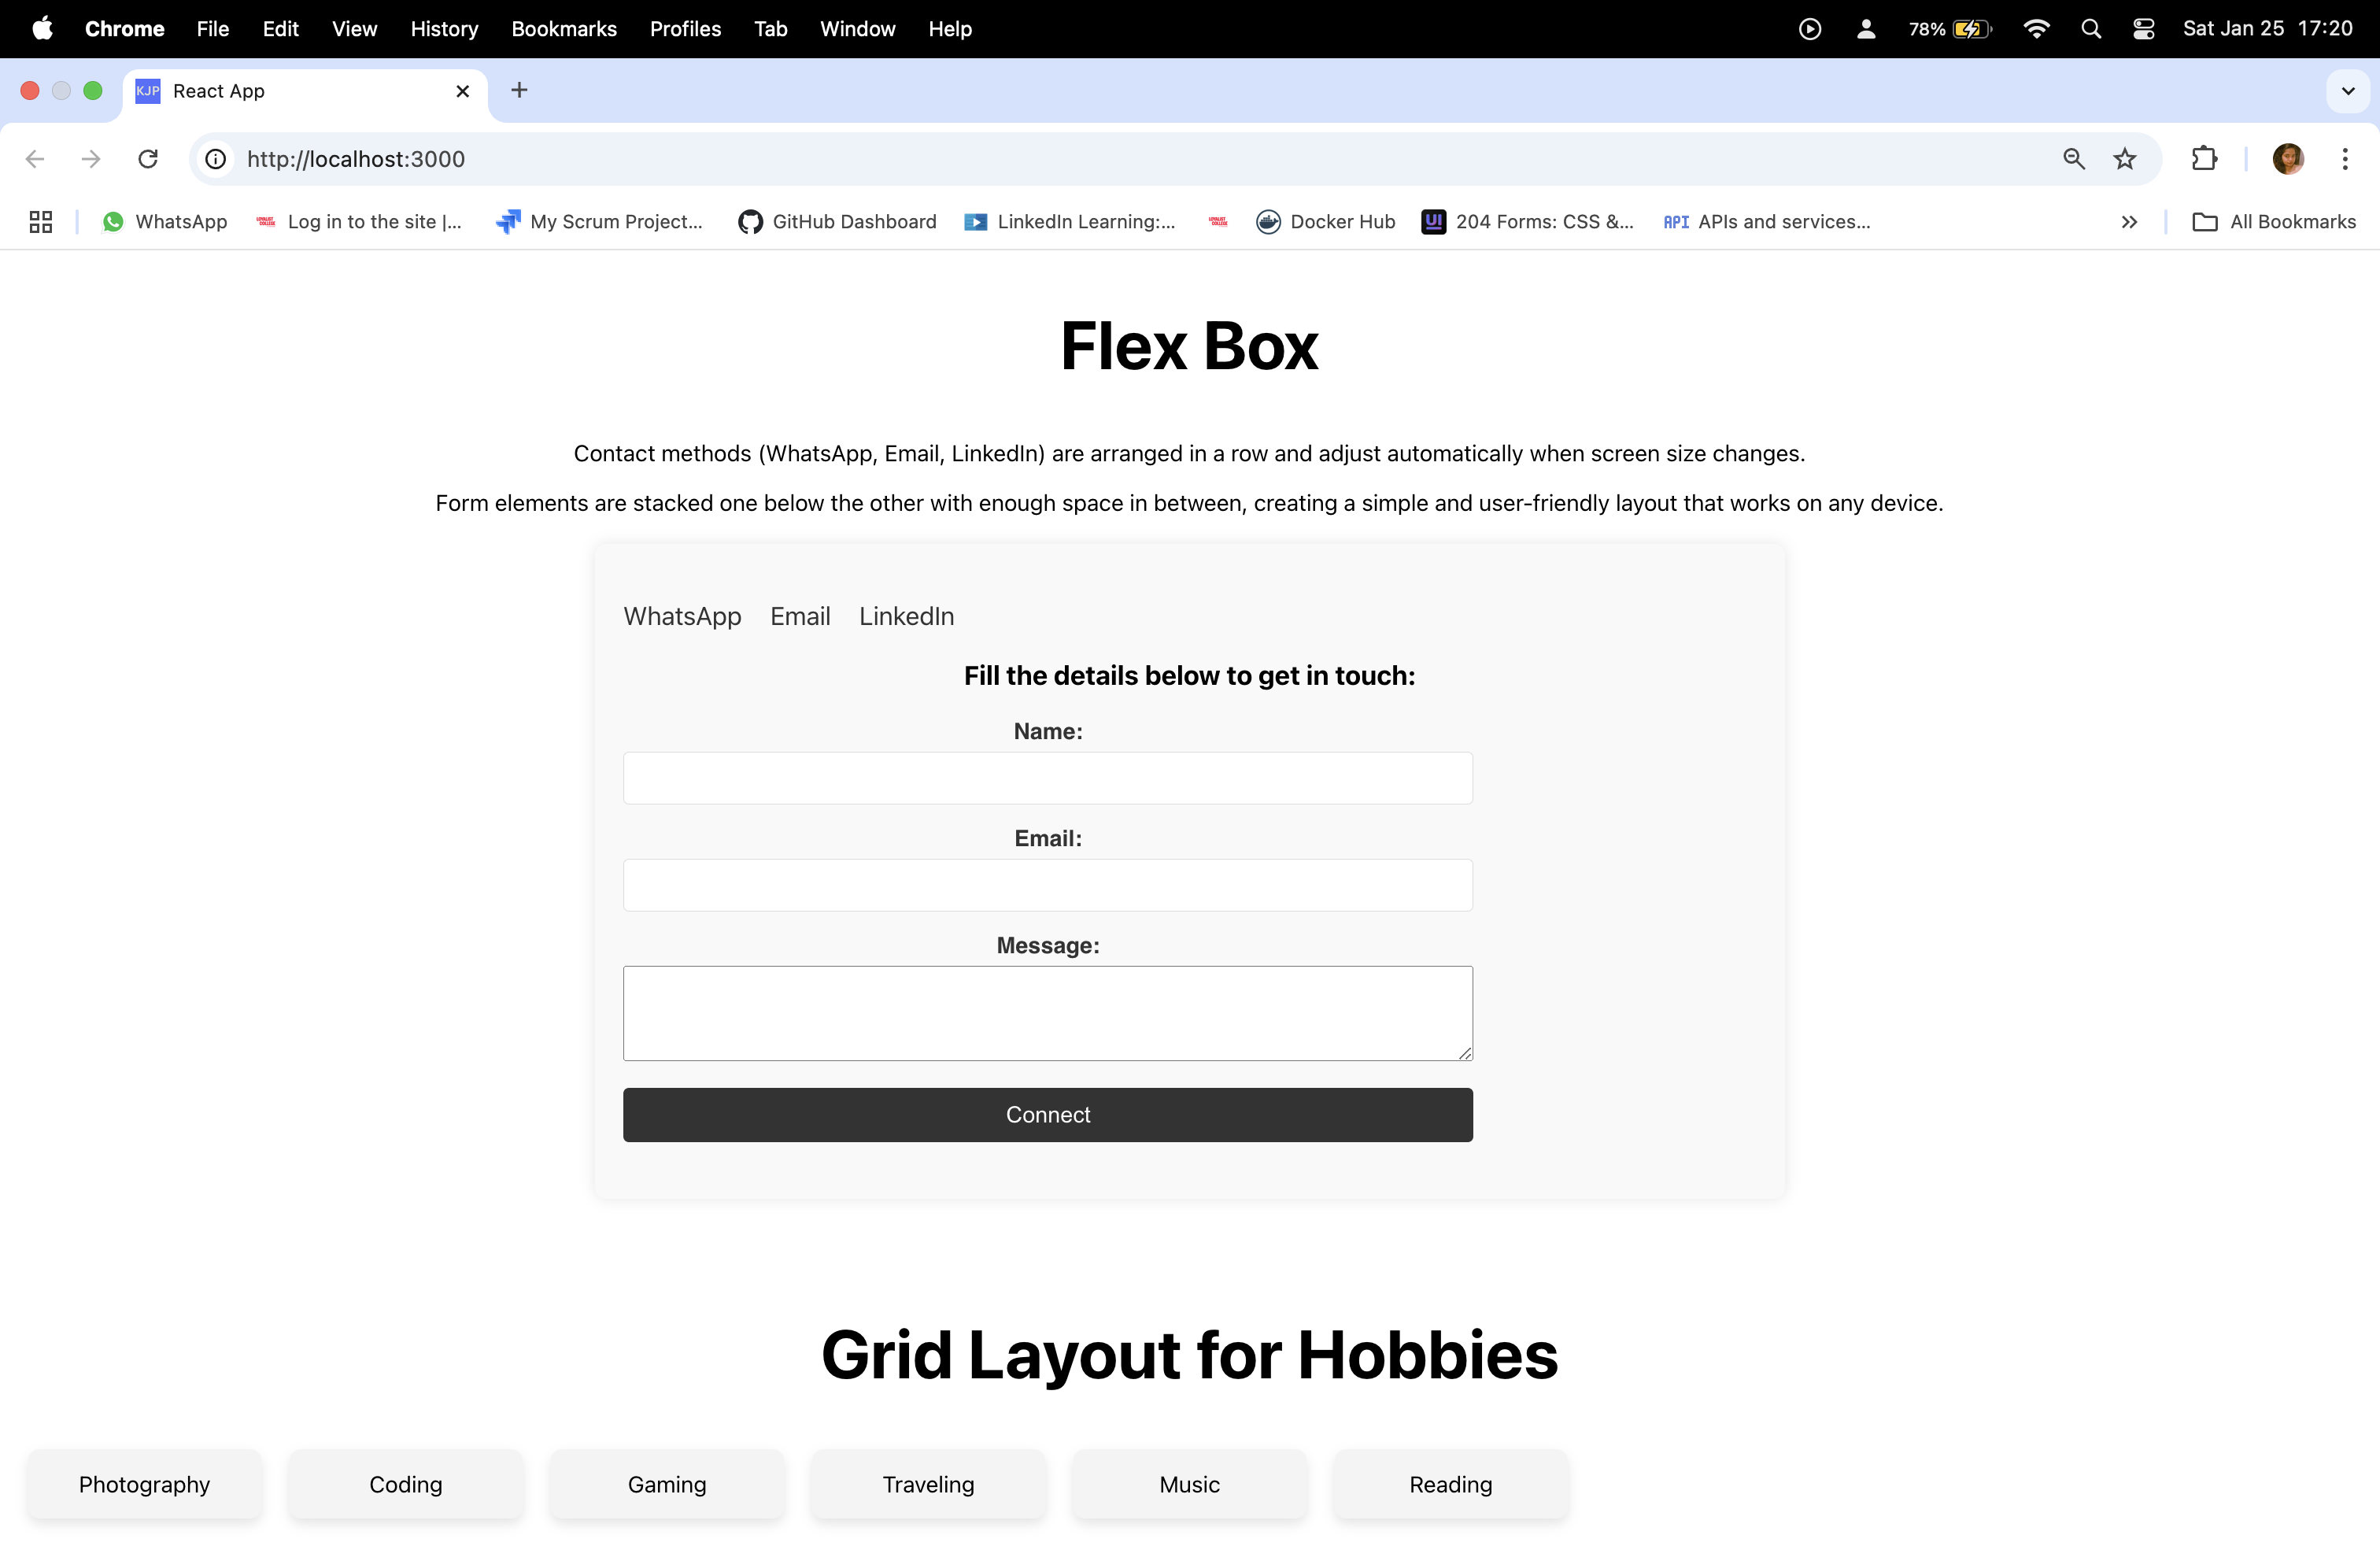 Chrome File Edit View History Bookmarks Profiles Tab Window Help 78% Sat Jan 25 17:20
KJP React App
http://localhost:3000
WhatsApp LOYALIST COLLEGE Log in to the site |... My Scrum Project... GitHub Dashboard LinkedIn Learning:... LOYALIST COLLEGE Docker Hub UI 204 Forms: CSS &... API APIs and services... All Bookmarks
Flex Box
Contact methods (WhatsApp, Email, LinkedIn) are arranged in a row and adjust automatically when screen size changes.
Form elements are stacked one below the other with enough space in between, creating a simple and user-friendly layout that works on any device.
WhatsApp Email LinkedIn
Fill the details below to get in touch:
Name:
Email:
Message:
Connect
Grid Layout for Hobbies
Photography Coding Gaming Traveling Music Reading